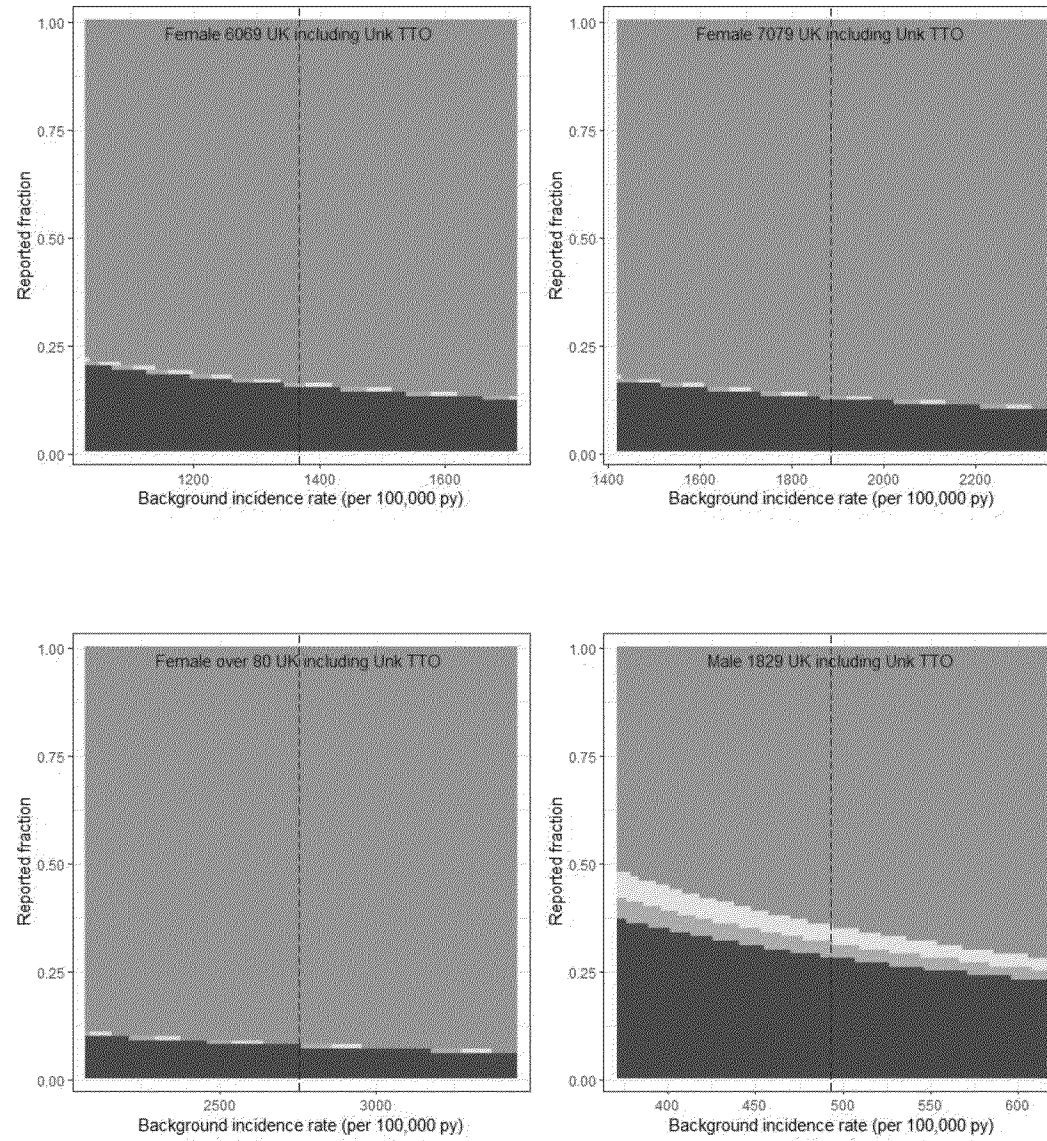 Female 6069 UK including Unk TTO
1.00
0.75
0.50
0.25
0.00
Reported fraction
1200 1400 1600
Background incidence rate (per 100,000 py)
Female 7079 UK including Unk TTO
1.00
0.75
0.50
0.25
0.00
Reported fraction
1400 1600 1800 2000 2200
Background incidence rate (per 100,000 py)
Female over 80 UK including Unk TTO
1.00
0.75
0.50
0.25
0.00
Reported fraction
2500 3000
Background incidence rate (per 100,000 py)
Male 1829 UK including Unk TTO
1.00
0.75
0.50
0.25
0.00
Reported fraction
400 450 500 550 600
Background incidence rate (per 100,000 py)